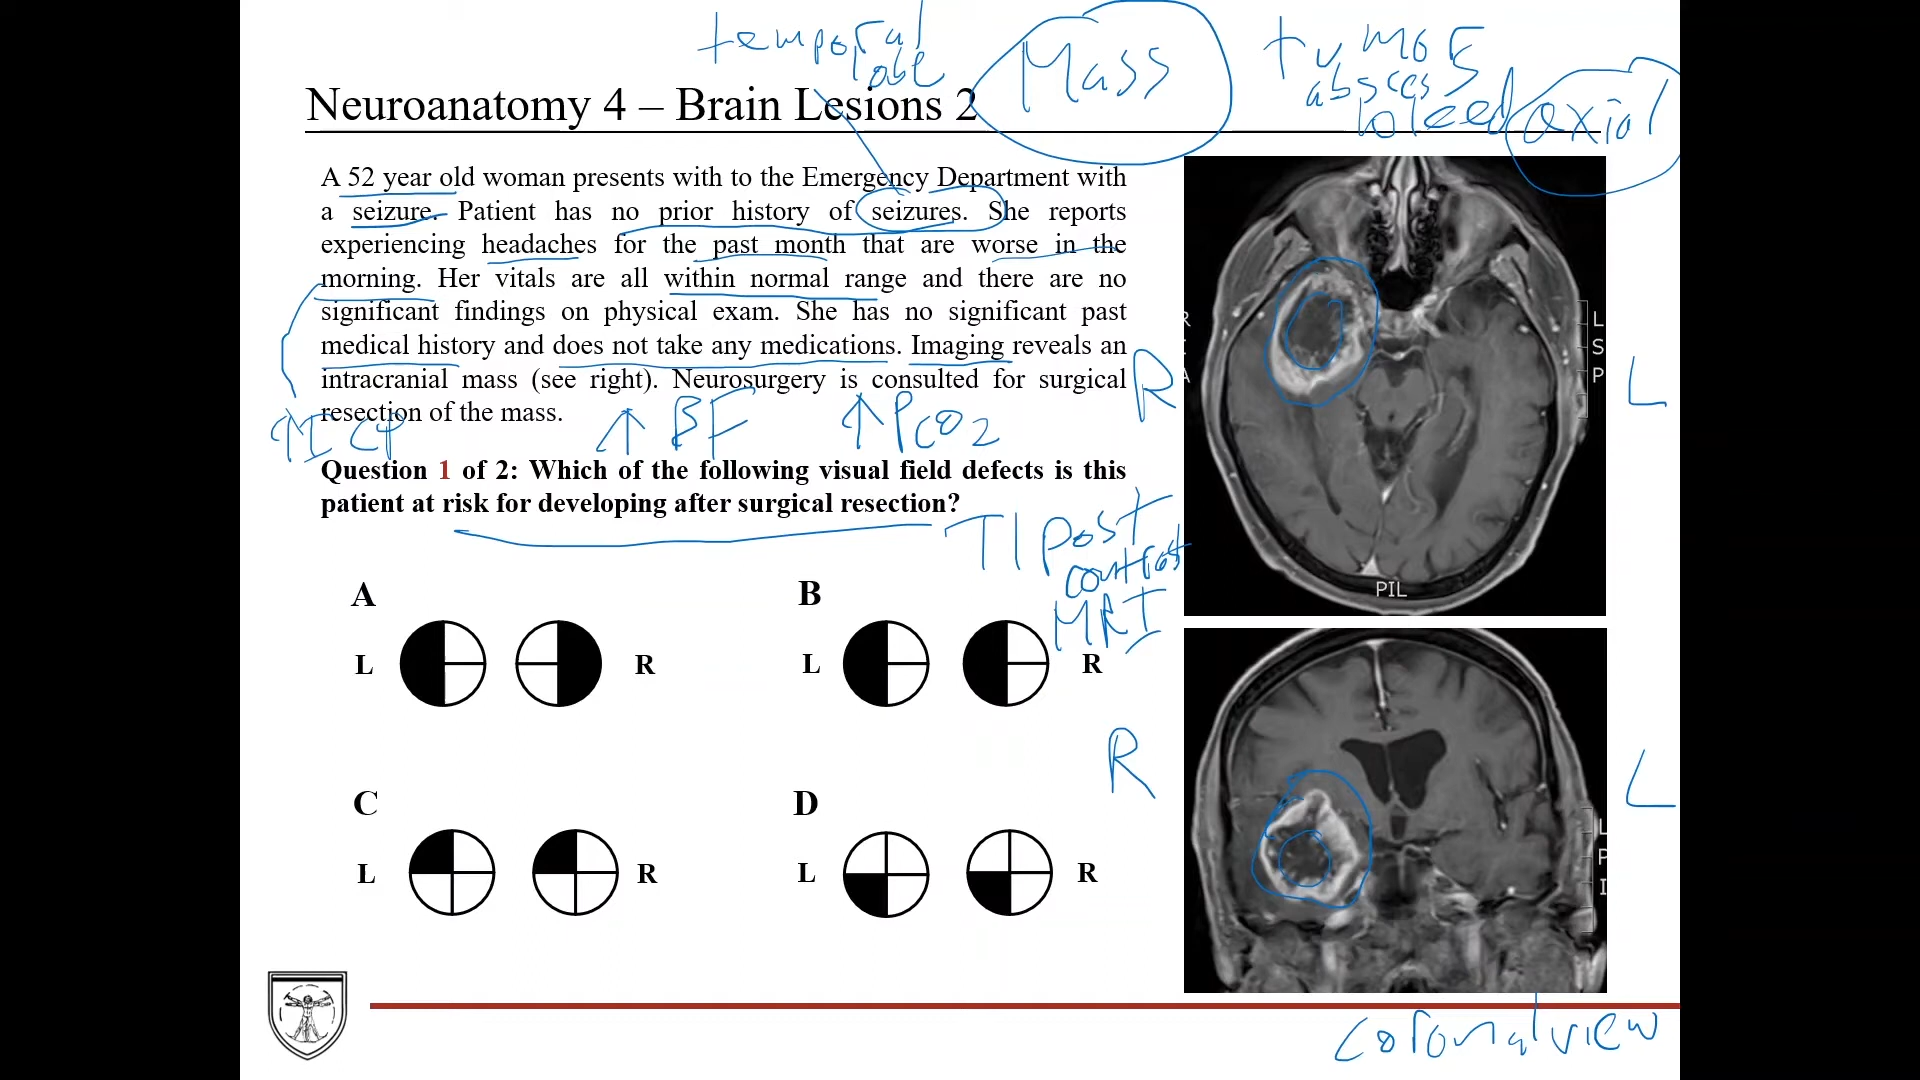 temporal
lobe
Mass
tumor
abscess
bleed
axial
Neuroanatomy 4 – Brain Lesions 2
A 52 year old woman presents with to the Emergency Department with
a seizure. Patient has no prior history of seizures. She reports
experiencing headaches for the past month that are worse in the
morning. Her vitals are all within normal range and there are no
significant findings on physical exam. She has no significant past
medical history and does not take any medications. Imaging reveals an
intracranial mass (see right). Neurosurgery is consulted for surgical
resection of the mass.
↑ICP ↑BF ↑PCO2
Question 1 of 2: Which of the following visual field defects is this
patient at risk for developing after surgical resection?
T1 post
contrast
MRI
R L
L
S
P
PIL
A
L R
B
L R
C
L R
D
L R
R L
L
P
I
coronal view